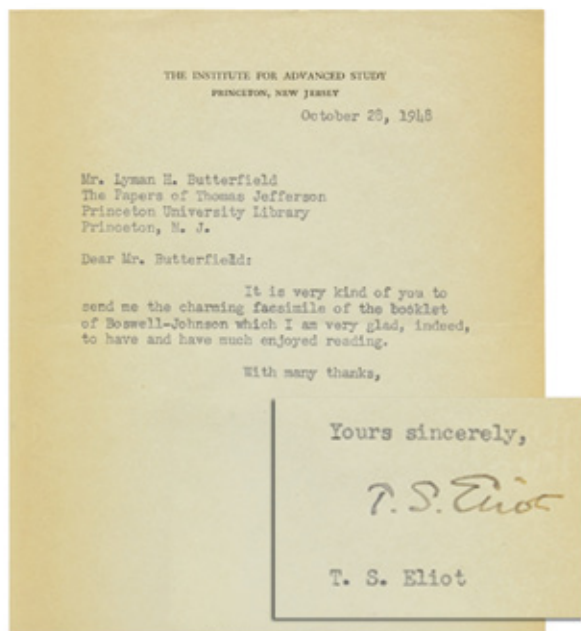 THE INSTITUTE FOR ADVANCED STUDY
PRINCETON, NEW JERSEY
October 28, 1948
Mr. Lyman H. Butterfield
The Papers of Thomas Jefferson
Princeton University Library
Princeton, N. J.
Dear Mr. Butterfield:
It is very kind of you to
send me the charming facsimile of the booklet
of Boswell-Johnson which I am very glad, indeed,
to have and have much enjoyed reading.
With many thanks,
Yours sincerely,
T. S. Eliot
T. S. Eliot